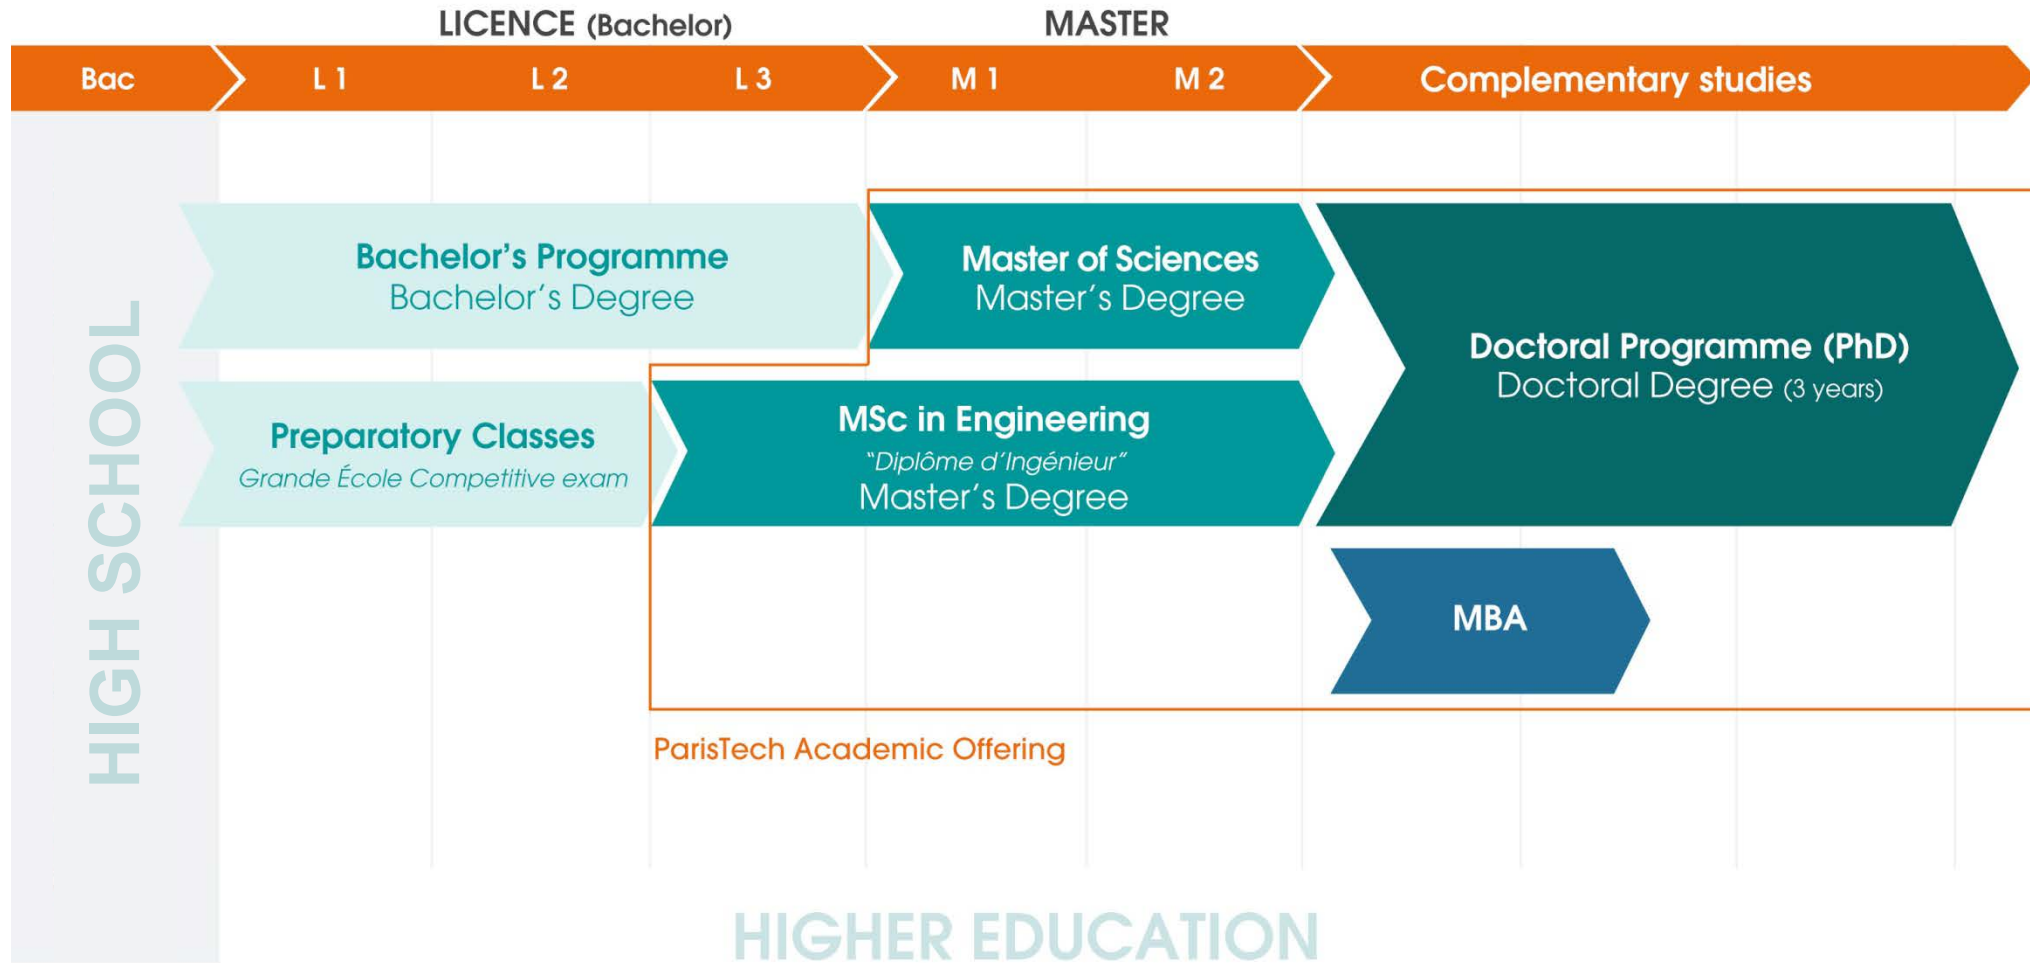 LICENCE (Bachelor)
MASTER
Bac
L 1
L 2
L 3
M 1
M 2
Complementary studies
HIGH SCHOOL
Bachelor's Programme
Bachelor's Degree
Master of Sciences
Master's Degree
Doctoral Programme (PhD)
Doctoral Degree (3 years)
Preparatory Classes
Grande École Competitive exam
MSc in Engineering
"Diplôme d'Ingénieur"
Master's Degree
MBA
ParisTech Academic Offering
HIGHER EDUCATION